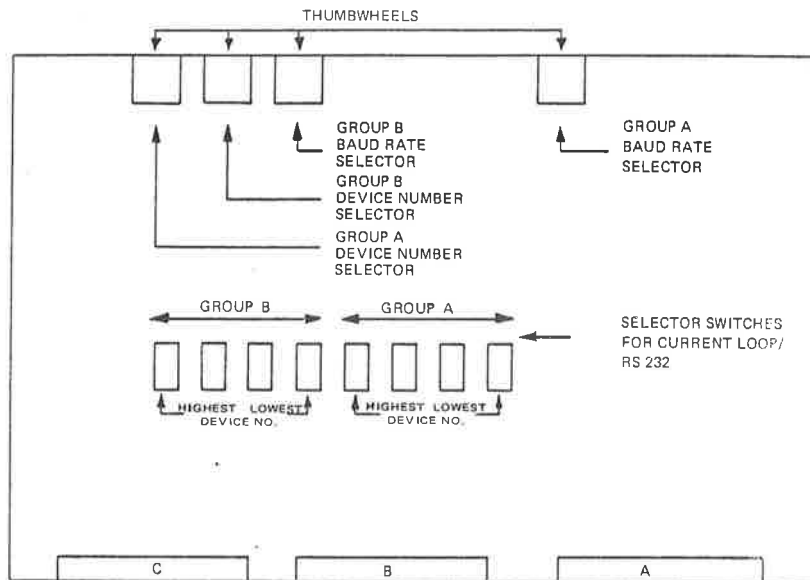 THUMBWHEELS
GROUP B
BAUD RATE
SELECTOR
GROUP A
BAUD RATE
SELECTOR
GROUP B
DEVICE NUMBER
SELECTOR
GROUP A
DEVICE NUMBER
SELECTOR
GROUP B
GROUP A
SELECTOR SWITCHES
FOR CURRENT LOOP/
RS 232
HIGHEST LOWEST
DEVICE NO.
HIGHEST LOWEST
DEVICE NO.
C
B
A